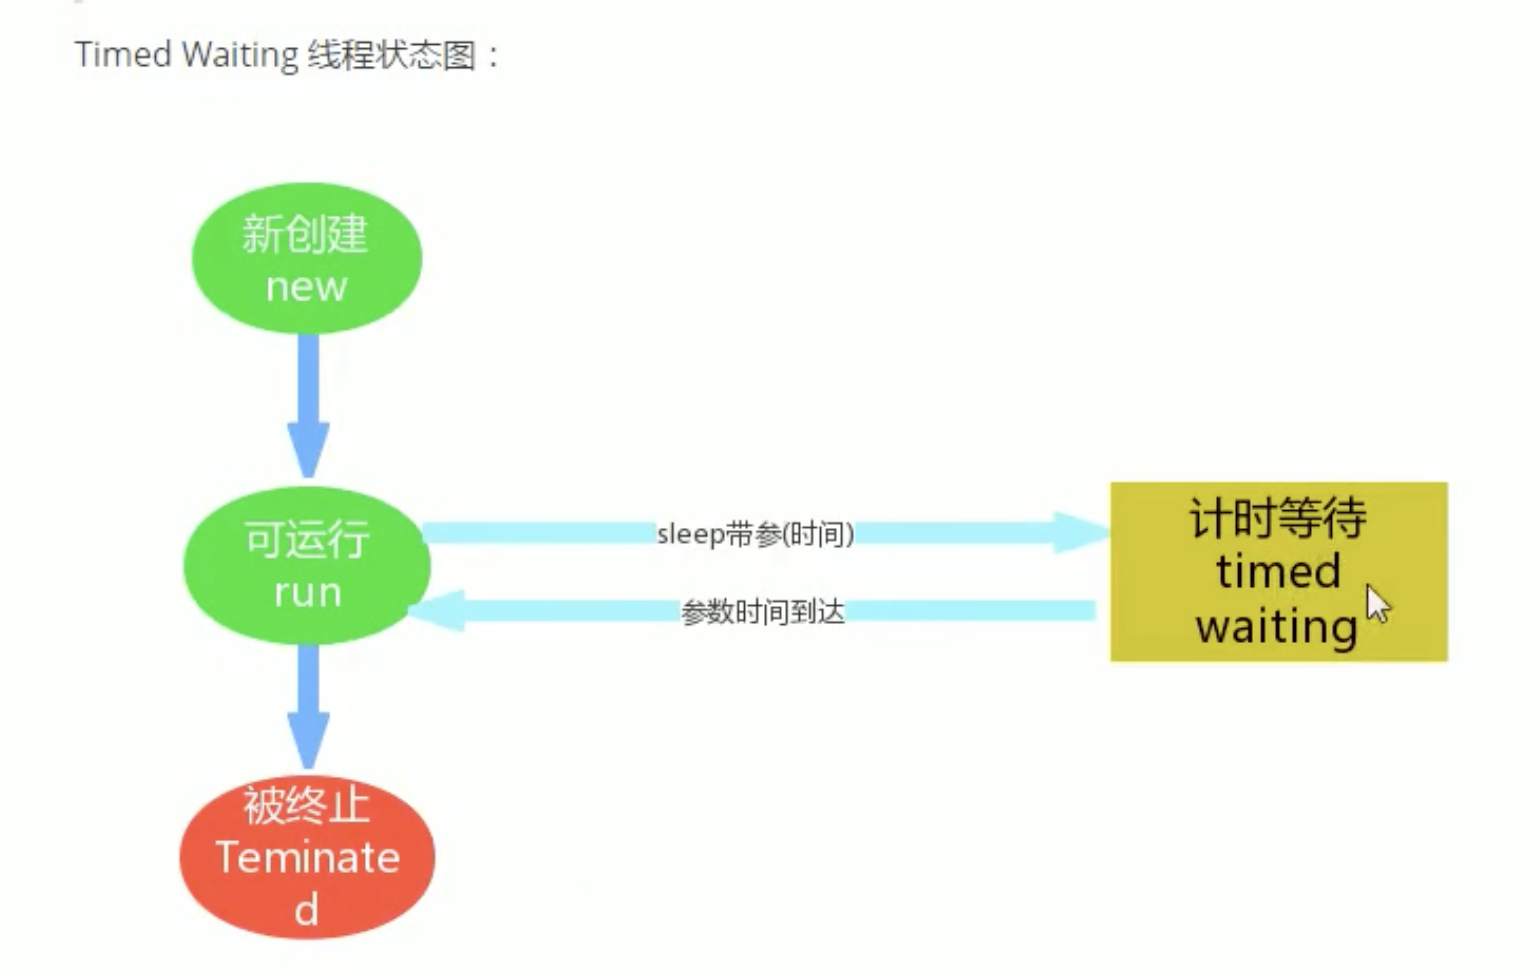 Timed Waiting 线程状态图：
新创建
new
可运行
run
sleep带参(时间)
参数时间到达
计时等待
timed
waiting
被终止
Teminate
d